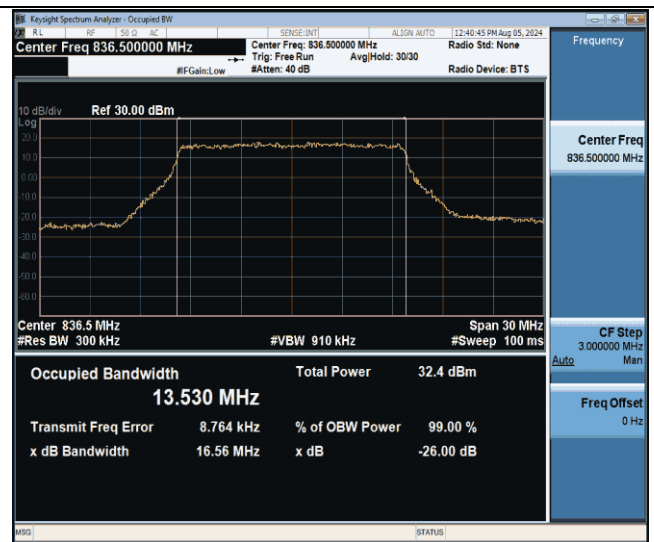 Keysight Spectrum Analyzer - Occupied BW
RL RF 50 Ω AC SENSE:INT ALIGN AUTO 12:40:45 PM Aug 05, 2024
Center Freq 836.500000 MHz Center Freq: 836.500000 MHz Radio Std: None
Trig: Free Run Avg|Hold: 30/30
#IFGain:Low #Atten: 40 dB Radio Device: BTS
Frequency
10 dB/div Ref 30.00 dBm
Log
20.0
10.0
0.00
-10.0
-20.0
-30.0
-40.0
-50.0
-60.0
Center Freq
836.500000 MHz
Center 836.5 MHz Span 30 MHz
#Res BW 300 kHz #VBW 910 kHz #Sweep 100 ms
CF Step
3.000000 MHz
Auto Man
Occupied Bandwidth Total Power 32.4 dBm
13.530 MHz
Transmit Freq Error 8.764 kHz % of OBW Power 99.00 %
x dB Bandwidth 16.56 MHz x dB -26.00 dB
Freq Offset
0 Hz
MSG STATUS